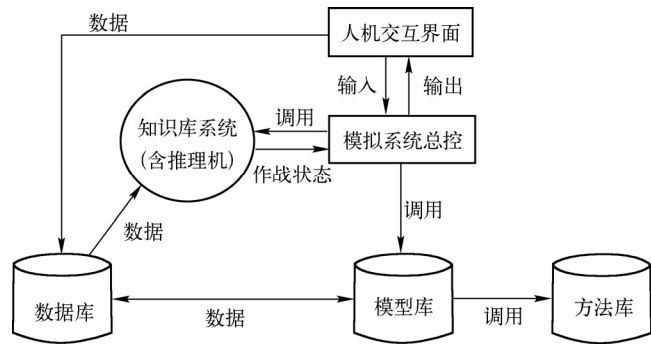 数据
人机交互界面
输入
输出
知识库系统
(含推理机)
调用
模拟系统总控
作战状态
调用
数据
数据库
数据
模型库
调用
方法库